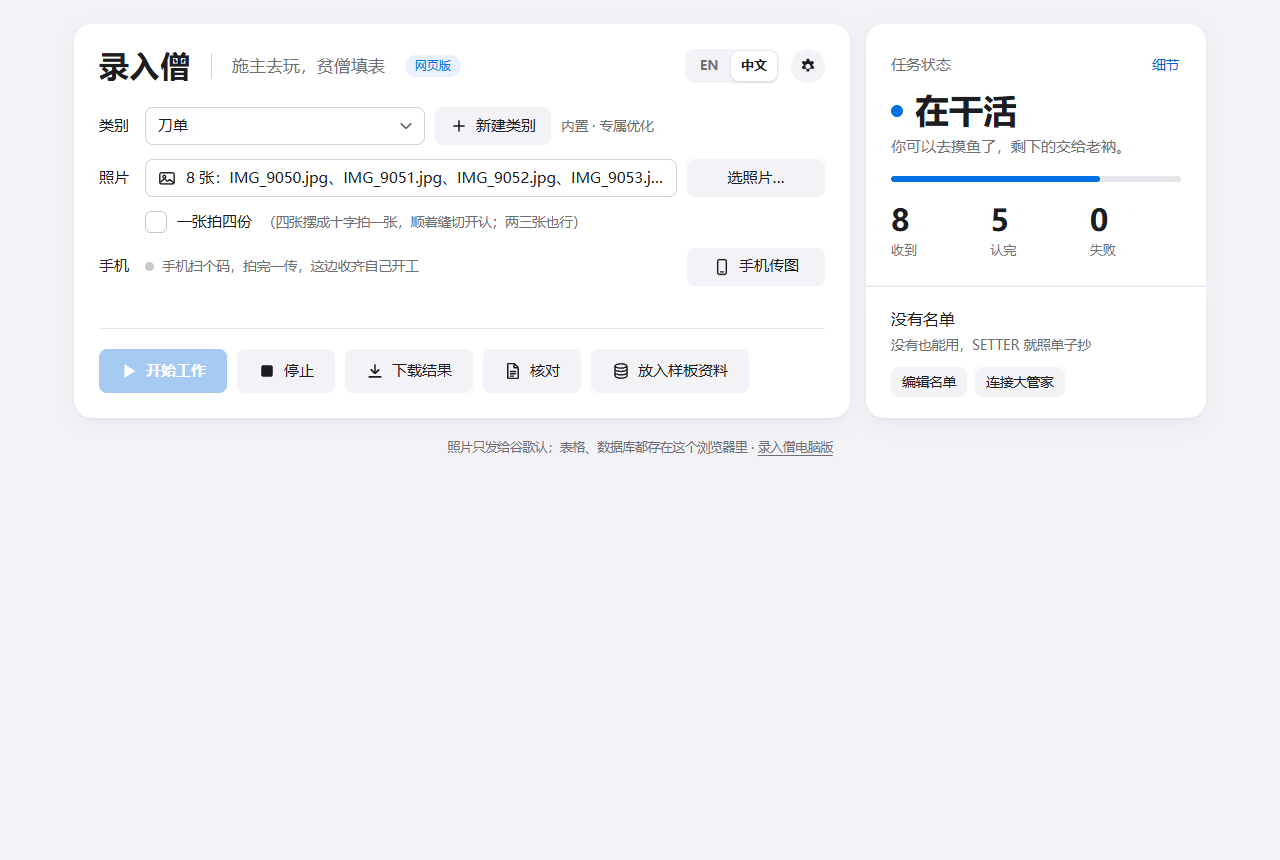 录入僧
施主去玩，贫僧填表
网页版
EN
中文
类别
刀单
新建类别
内置 · 专属优化
照片
8 张：IMG_9050.jpg、IMG_9051.jpg、IMG_9052.jpg、IMG_9053.j...
选照片...
一张拍四份
（四张摆成十字拍一张，顺着缝切开认；两三张也行）
手机
手机扫个码，拍完一传，这边收齐自己开工
手机传图
开始工作
停止
下载结果
核对
放入样板资料
任务状态
细节
在干活
你可以去摸鱼了，剩下的交给老衲。
8
5
0
收到
认完
失败
没有名单
没有也能用，SETTER 就照单子抄
编辑名单
连接大管家
照片只发给谷歌认；表格、数据库都存在这个浏览器里 · 录入僧电脑版